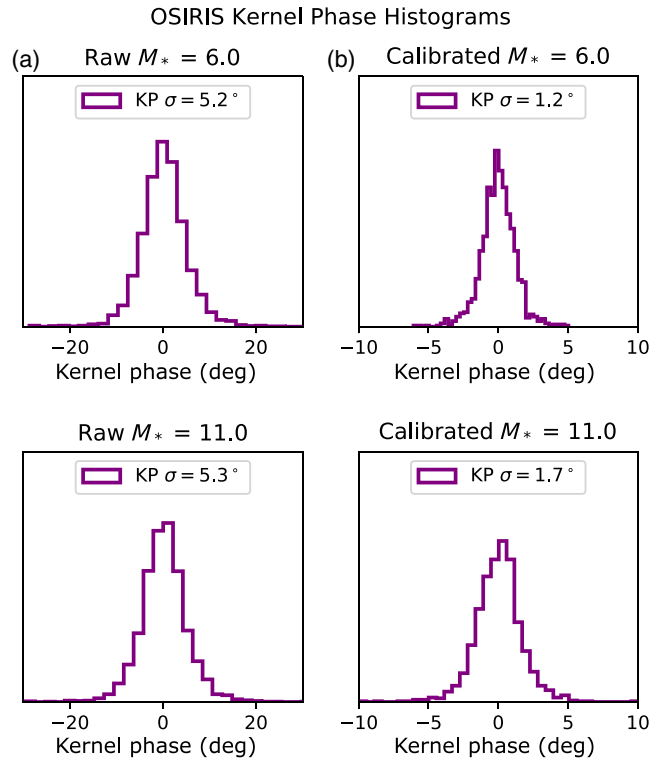 OSIRIS Kernel Phase Histograms
(a) Raw M* = 6.0
KP σ = 5.2°
−20 0 20
Kernel phase (deg)
(b) Calibrated M* = 6.0
KP σ = 1.2°
−10 −5 0 5 10
Kernel phase (deg)
Raw M* = 11.0
KP σ = 5.3°
−20 0 20
Kernel phase (deg)
Calibrated M* = 11.0
KP σ = 1.7°
−10 −5 0 5 10
Kernel phase (deg)